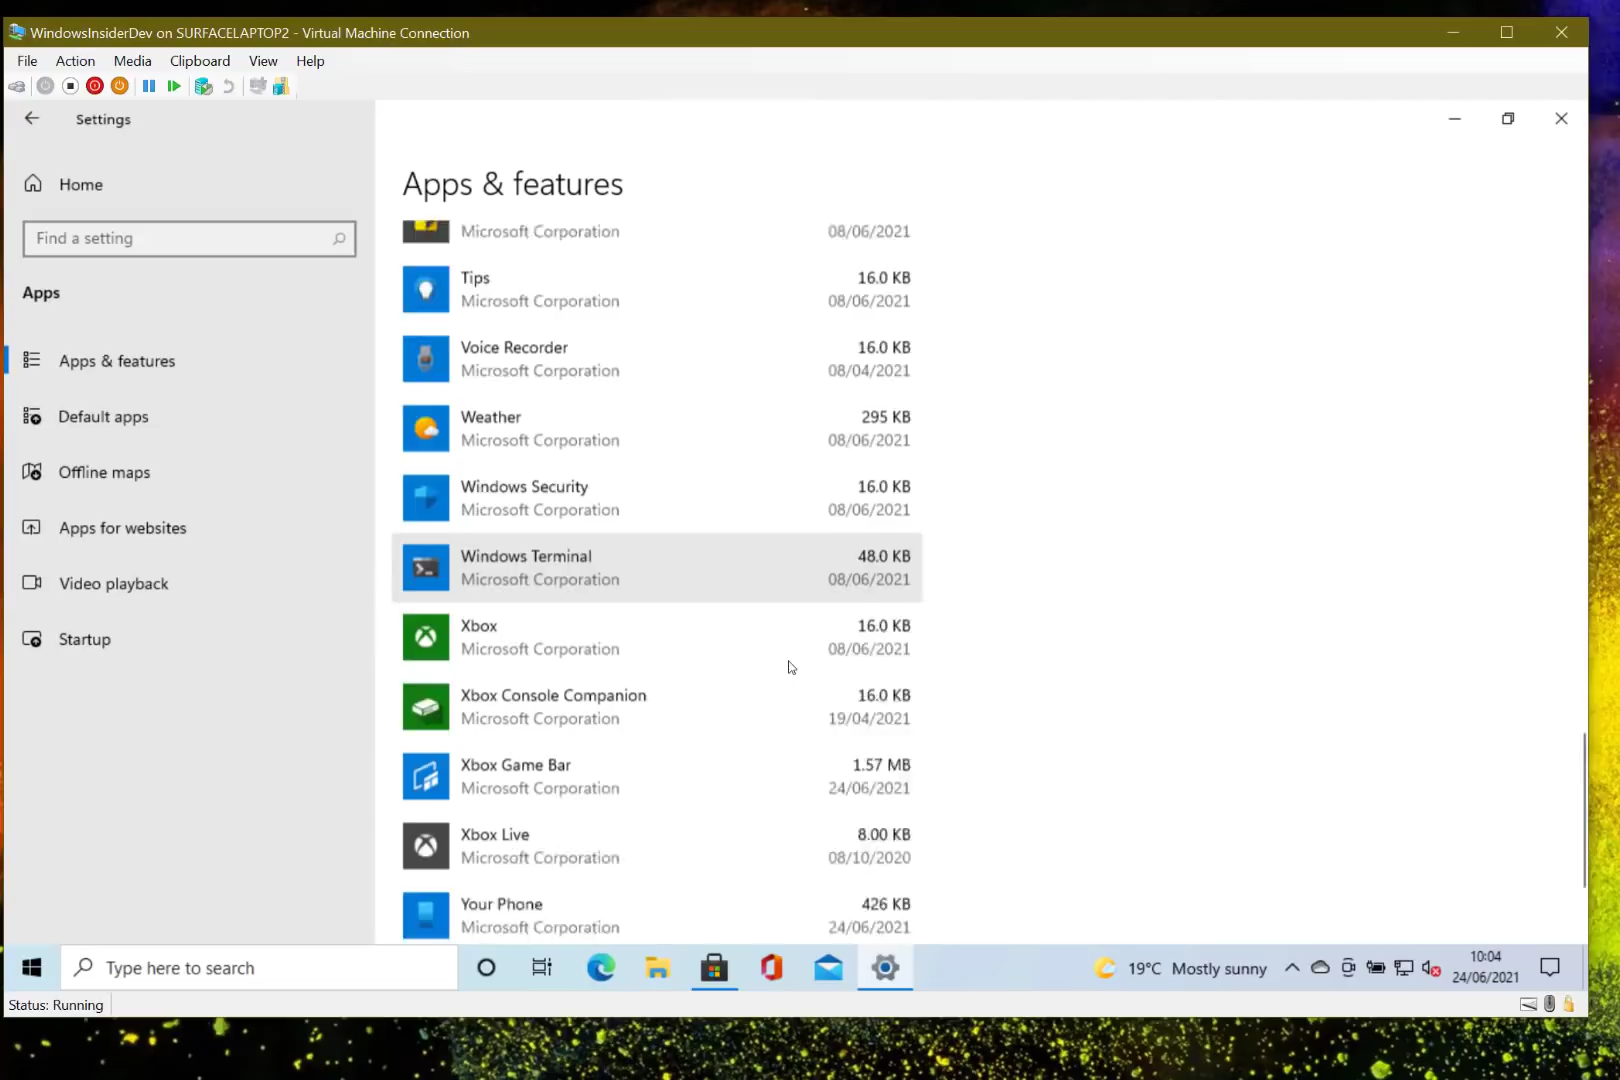 WindowsInsiderDev on SURFACELAPTOP2 - Virtual Machine Connection
File Action Media Clipboard View Help
Settings
Home
Find a setting
Apps
Apps & features
Default apps
Offline maps
Apps for websites
Video playback
Startup
Apps & features
Microsoft Corporation 08/06/2021
Tips 16.0 KB
Microsoft Corporation 08/06/2021
Voice Recorder 16.0 KB
Microsoft Corporation 08/04/2021
Weather 295 KB
Microsoft Corporation 08/06/2021
Windows Security 16.0 KB
Microsoft Corporation 08/06/2021
Windows Terminal 48.0 KB
Microsoft Corporation 08/06/2021
Xbox 16.0 KB
Microsoft Corporation 08/06/2021
Xbox Console Companion 16.0 KB
Microsoft Corporation 19/04/2021
Xbox Game Bar 1.57 MB
Microsoft Corporation 24/06/2021
Xbox Live 8.00 KB
Microsoft Corporation 08/10/2020
Your Phone 426 KB
Microsoft Corporation 24/06/2021
Type here to search
19°C Mostly sunny
10:04
24/06/2021
Status: Running